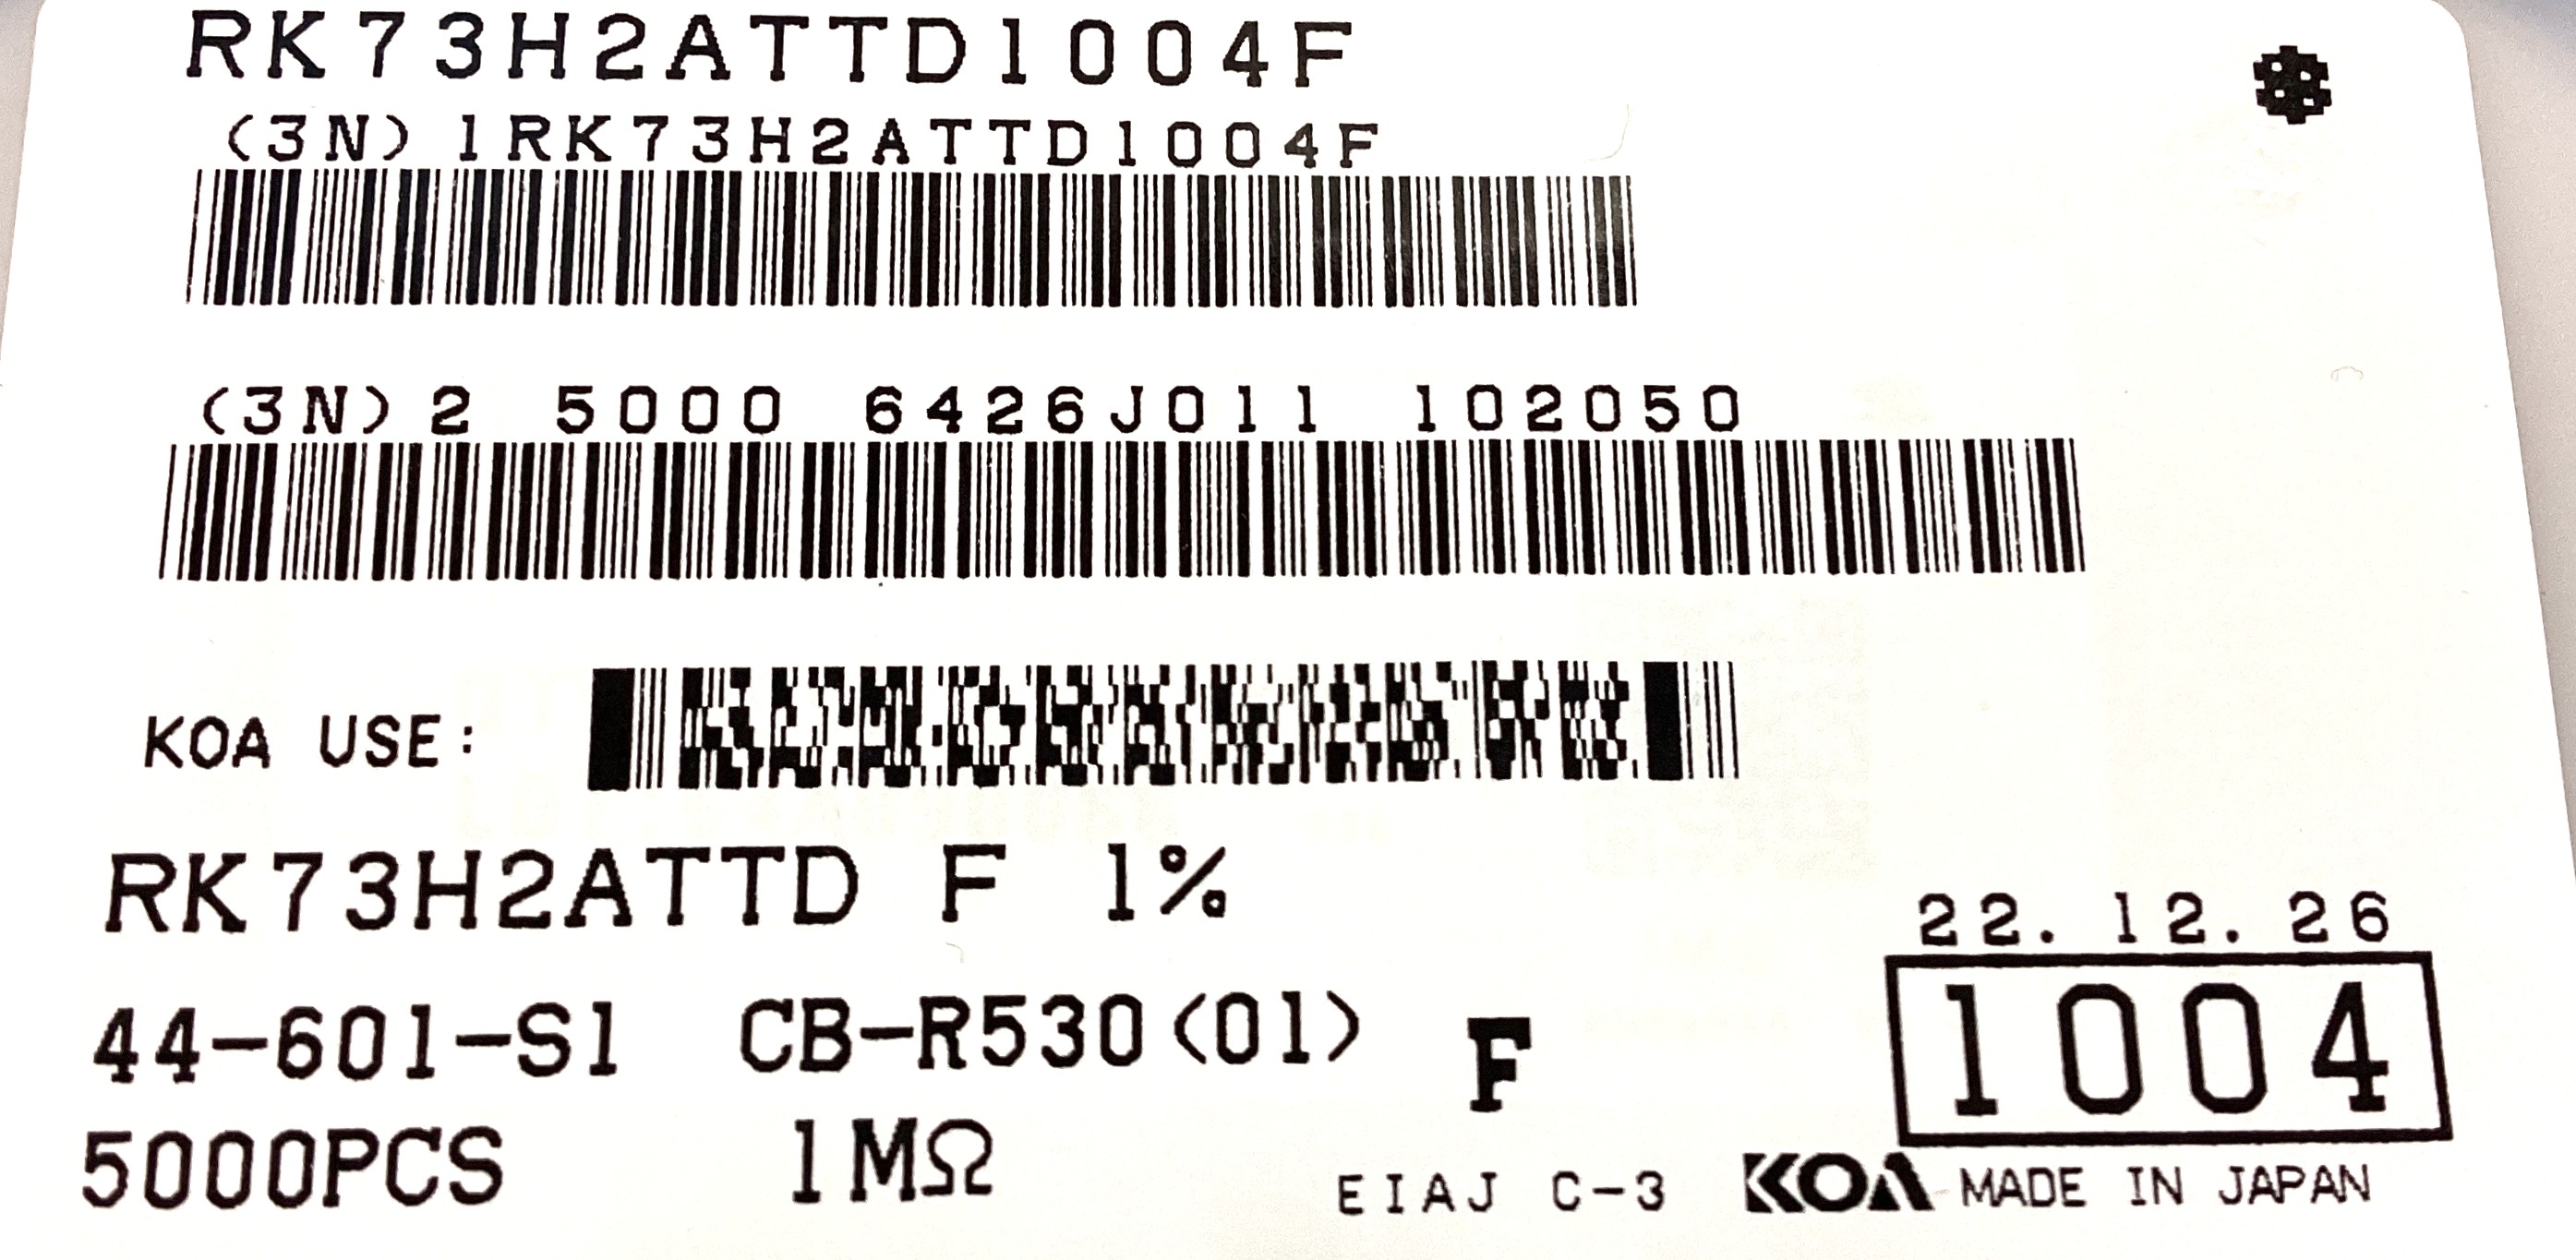 RK73H2ATTD1004F
(3N)1RK73H2ATTD1004F
(3N)2 5000 6426J011 102050
KOA USE:
RK73H2ATTD F 1%
22.12.26
44-601-S1 CB-R530(01) F 1004
5000PCS 1MΩ
EIAJ C-3 KOA MADE IN JAPAN